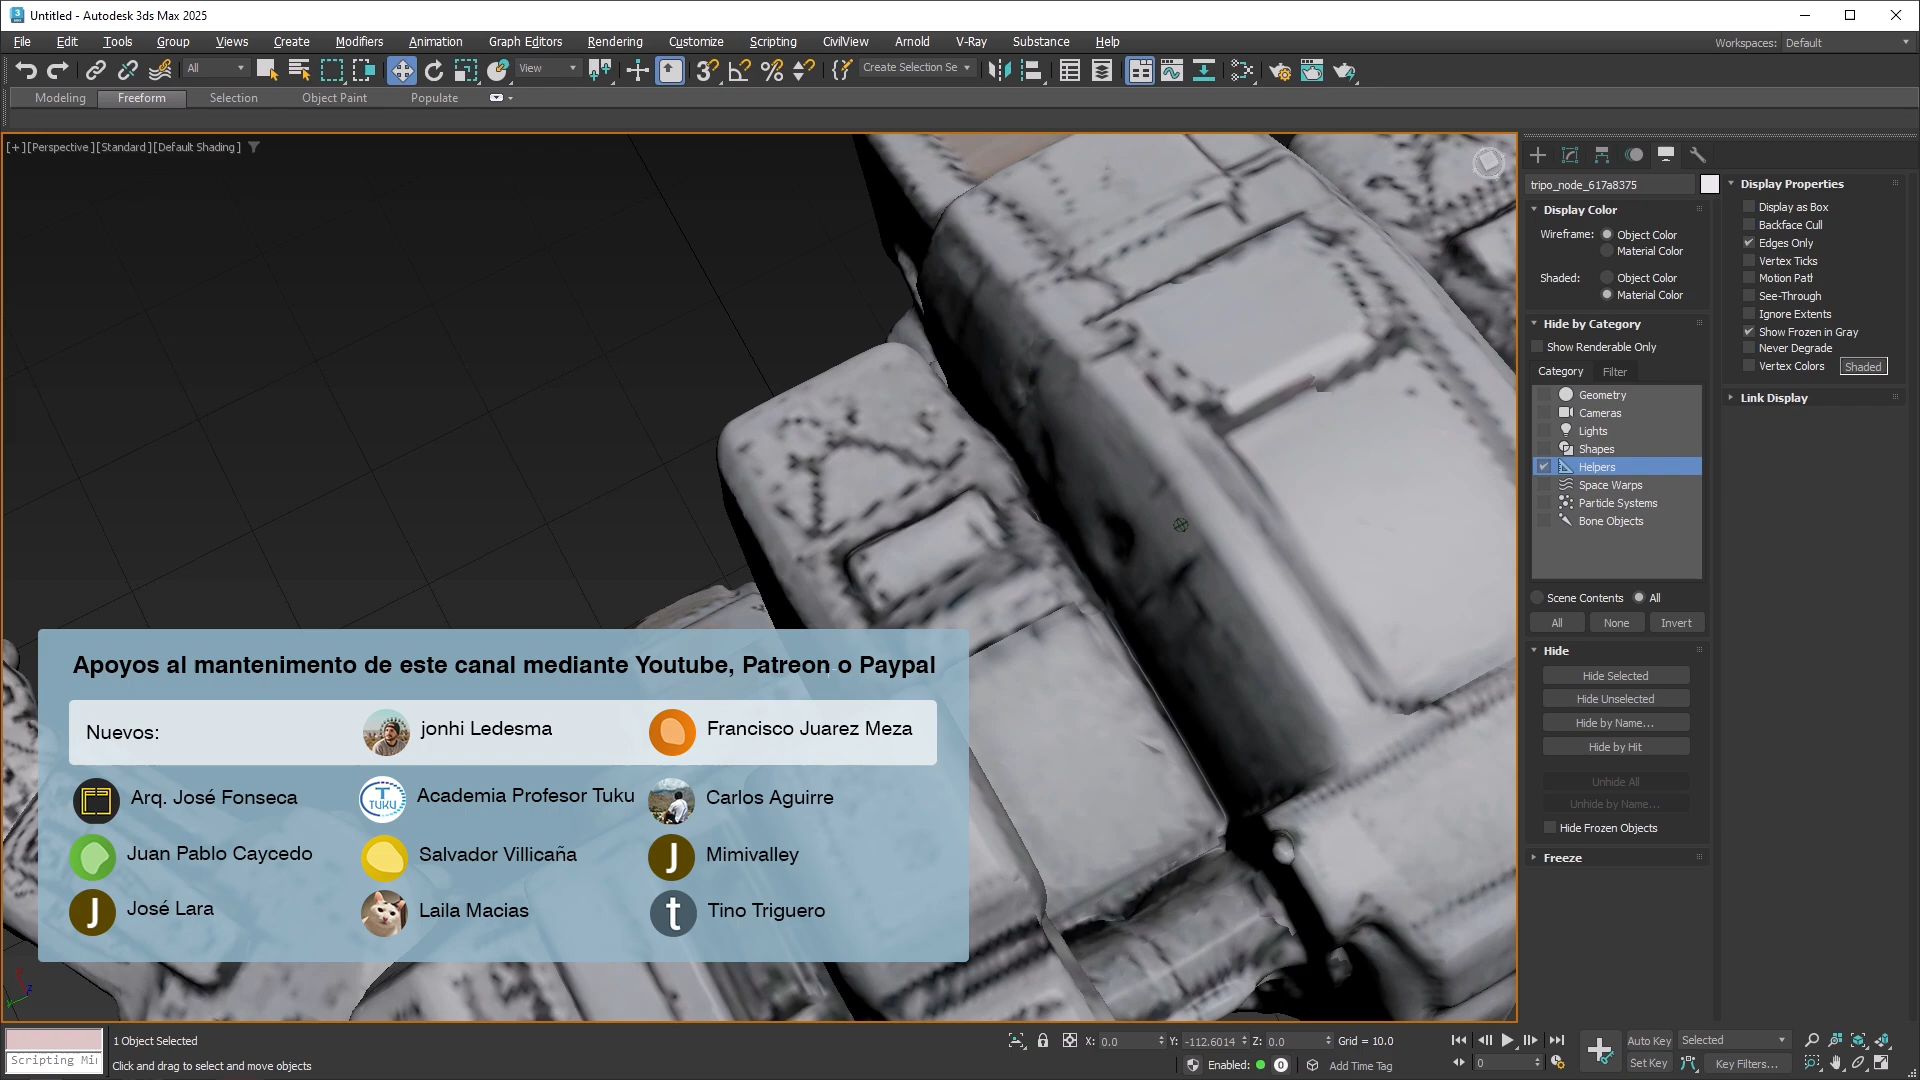 Untitled - Autodesk 3ds Max 2025
File Edit Tools Group Views Create Modifiers Animation Graph Editors Rendering Customize Scripting CivilView Arnold V-Ray Substance Help
Workspaces: Default
All View Create Selection Se
Modeling Freeform Selection Object Paint Populate
[+] [Perspective] [Standard] [Default Shading]
tripo_node_617a8375
Display Color
Wireframe: Object Color
Material Color
Shaded: Object Color
Material Color
Hide by Category
Show Renderable Only
Category Filter
Geometry
Cameras
Lights
Shapes
Helpers
Space Warps
Particle Systems
Bone Objects
Scene Contents All
All None Invert
Hide
Hide Selected
Hide Unselected
Hide by Name...
Hide by Hit
Unhide All
Unhide by Name...
Hide Frozen Objects
Freeze
Display Properties
Display as Box
Backface Cull
Edges Only
Vertex Ticks
Motion Path
See-Through
Ignore Extents
Show Frozen in Gray
Never Degrade
Vertex Colors Shaded
Link Display
Apoyos al mantenimento de este canal mediante Youtube, Patreon o Paypal
Nuevos: jonhi Ledesma Francisco Juarez Meza
Arq. José Fonseca T TUKU Academia Profesor Tuku Carlos Aguirre
Juan Pablo Caycedo Salvador Villicaña J Mimivalley
J José Lara Laila Macias t Tino Triguero
Scripting Mi
1 Object Selected
Click and drag to select and move objects
X: 0.0 Y: -112.6014 Z: 0.0 Grid = 10.0
Enabled: 0 Add Time Tag
0
Auto Key Selected
Set Key Key Filters...